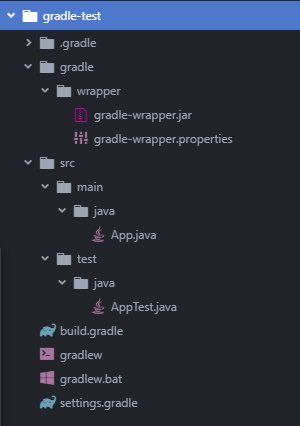 gradle-test
.gradle
gradle
wrapper
gradle-wrapper.jar
gradle-wrapper.properties
src
main
java
App.java
test
java
AppTest.java
build.gradle
gradlew
gradlew.bat
settings.gradle